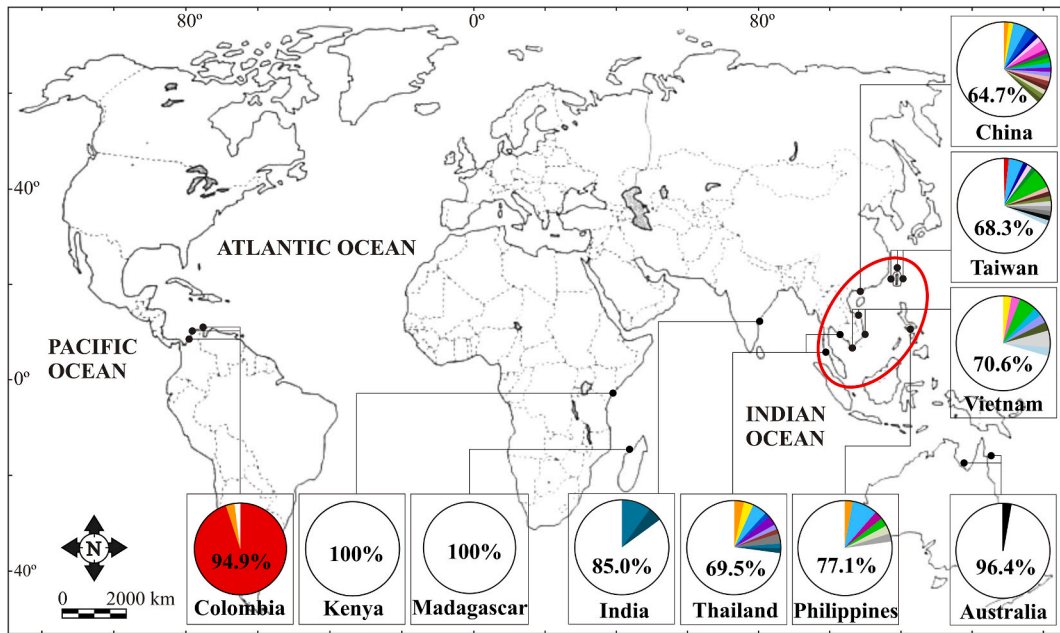 80º 0º 80º
64.7%
China
40º
68.3%
Taiwan
ATLANTIC OCEAN
PACIFIC
OCEAN
0º
70.6%
Vietnam
INDIAN
OCEAN
N
40º
0 2000 km
94.9%
Colombia
100%
Kenya
100%
Madagascar
85.0%
India
69.5%
Thailand
77.1%
Philippines
96.4%
Australia